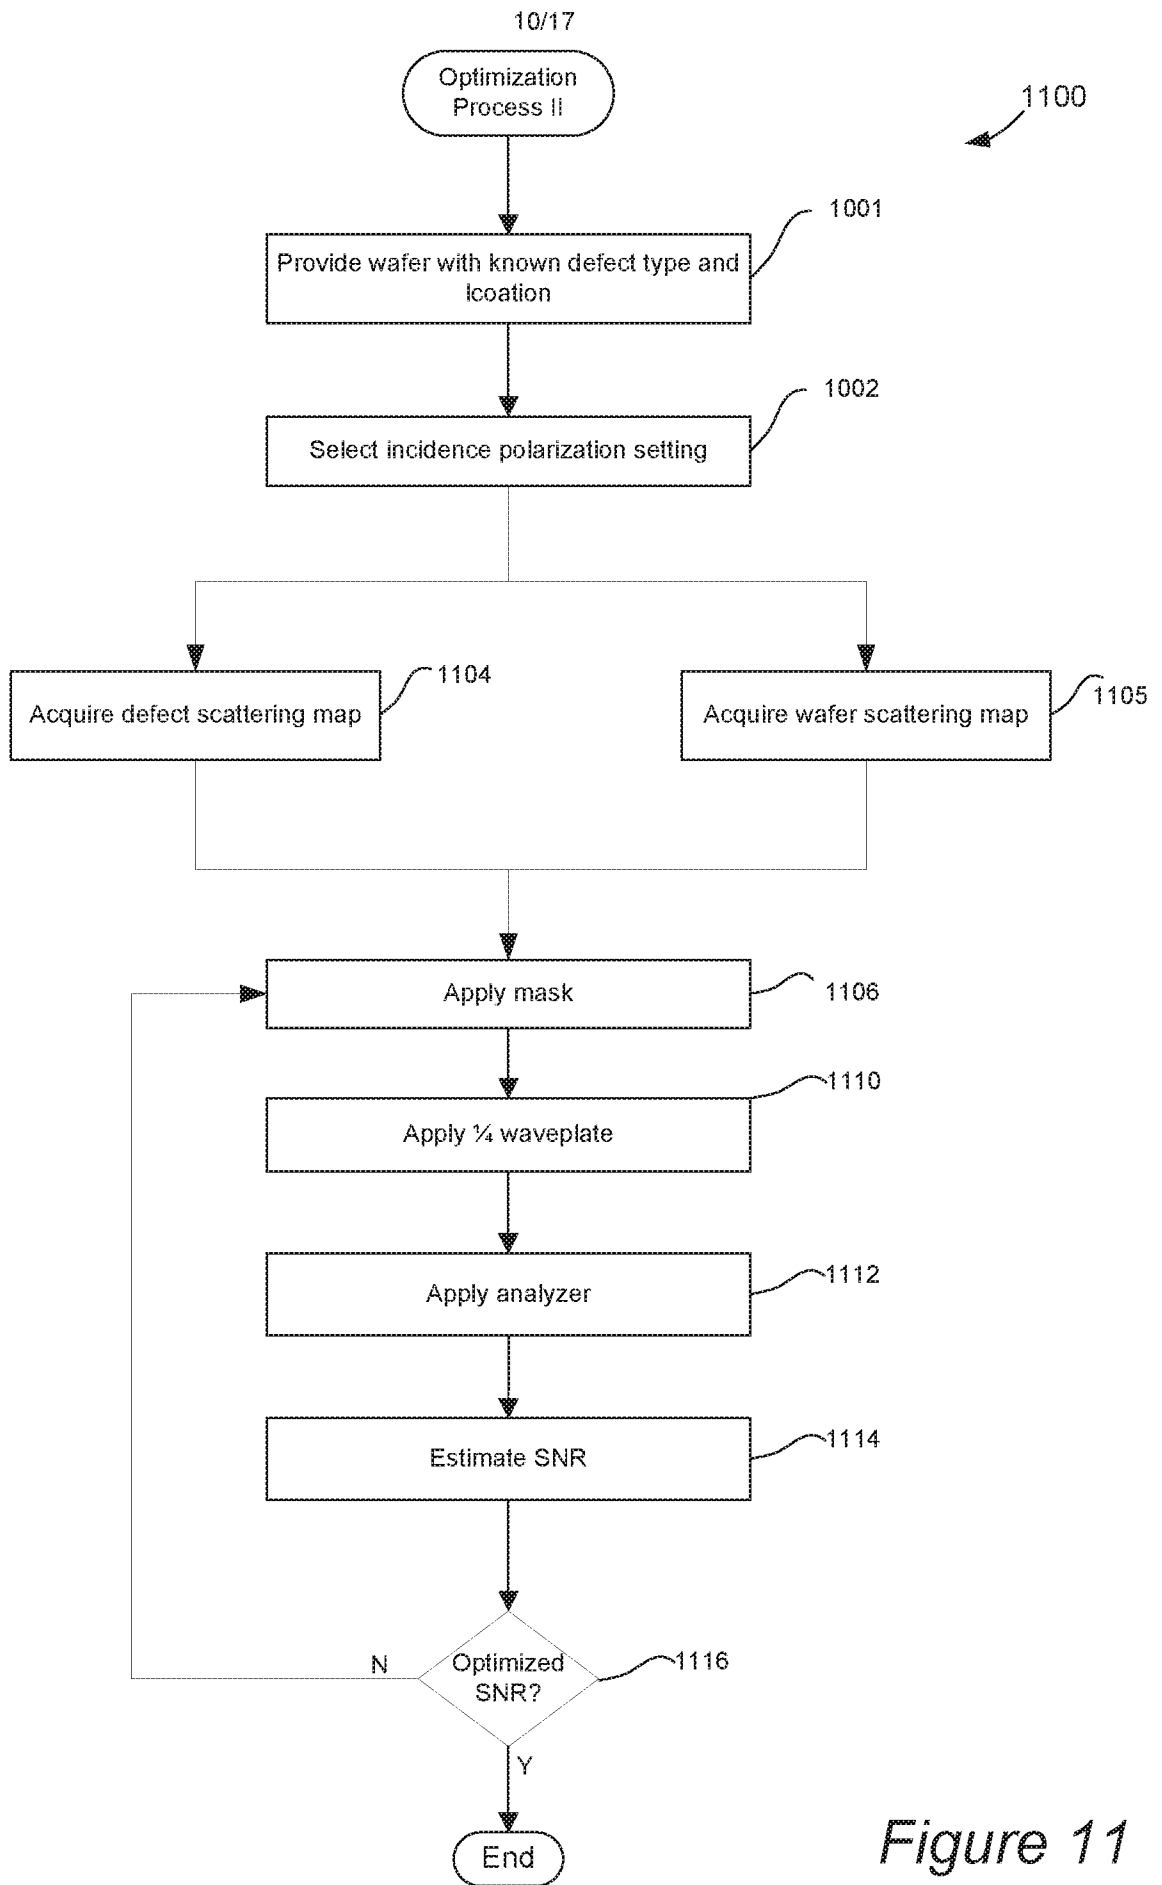 10/17
Optimization
Process II
1100
1001
Provide wafer with known defect type and
lcoation
1002
Select incidence polarization setting
1104
Acquire defect scattering map
Acquire wafer scattering map
1105
Apply mask
1106
1110
Apply ¼ waveplate
Apply analyzer
1112
Estimate SNR
1114
N
Optimized
SNR?
1116
Y
End
Figure 11